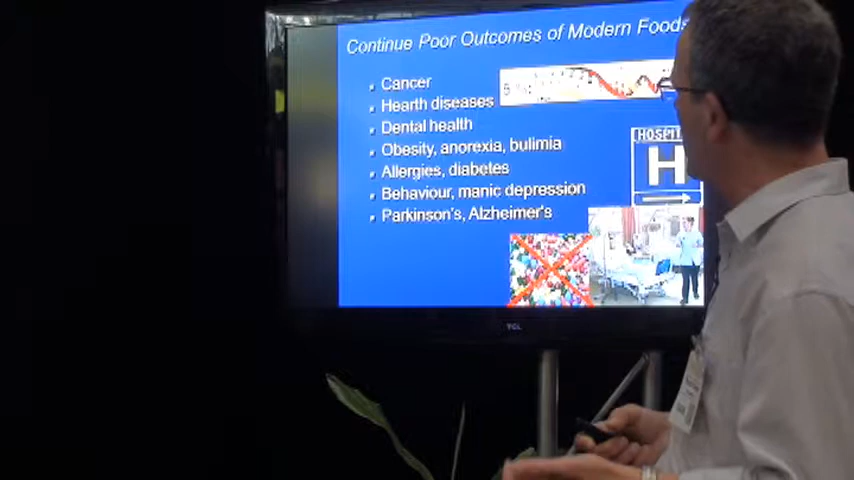 Continue Poor Outcomes of Modern Foods
Cancer
Hearth diseases
Dental health
Obesity, anorexia, bulimia
Allergies, diabetes
Behaviour, manic depression
Parkinson's, Alzheimer's
HOSPIT
H
TCL